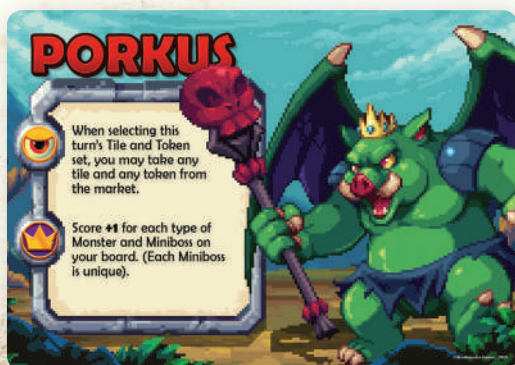 PORKUS
When selecting this
turn's Tile and Token
set, you may take any
tile and any token from
the market.
Score +1 for each type of
Monster and Miniboss on
your board. (Each Miniboss
is unique).